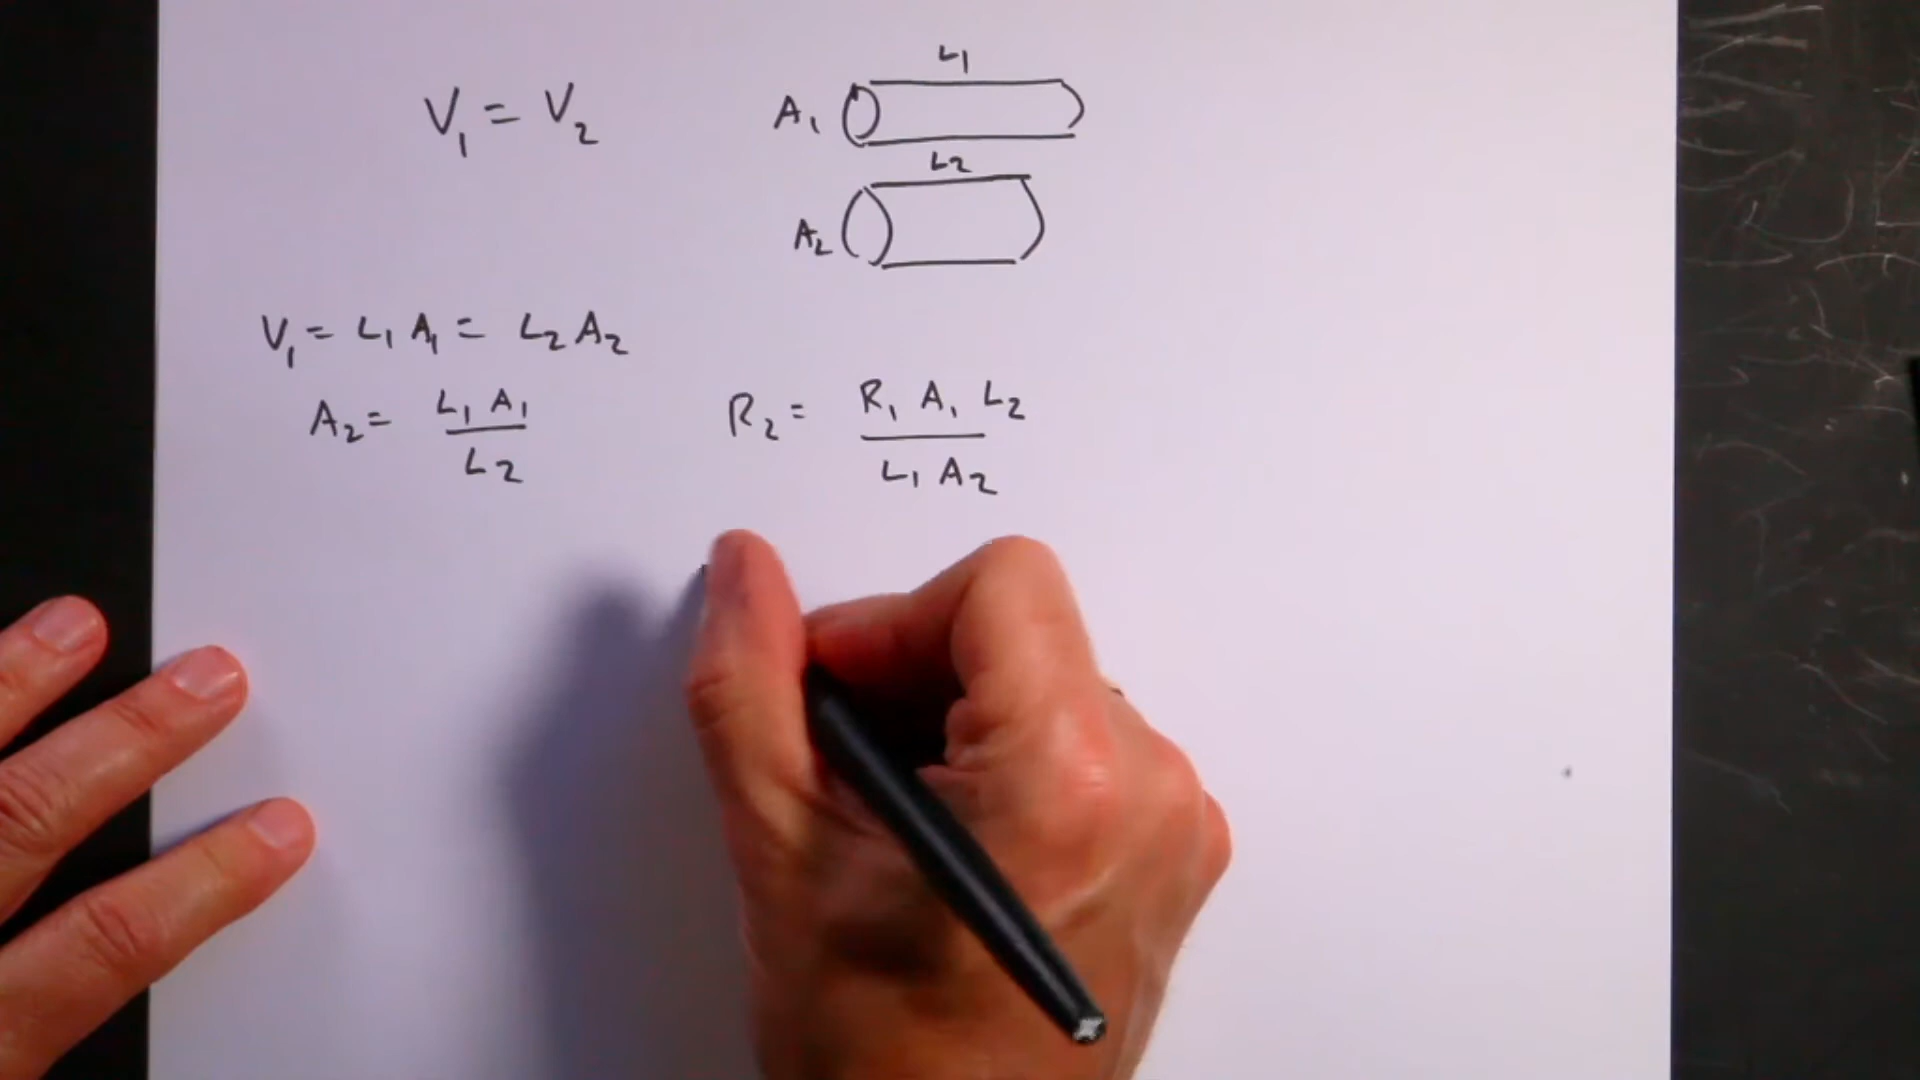 L₁
V₁ = V₂
A₁
L₂
A₂
V₁ = L₁ A₁ = L₂ A₂
A₂ = L₁ A₁ / L₂
R₂ = R₁ A₁ L₂ / L₁ A₂